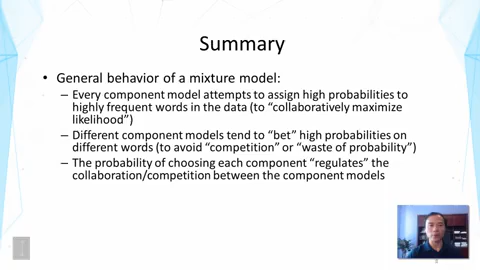 Summary
• General behavior of a mixture model:
– Every component model attempts to assign high probabilities to
highly frequent words in the data (to “collaboratively maximize
likelihood”)
– Different component models tend to “bet” high probabilities on
different words (to avoid “competition” or “waste of probability”)
– The probability of choosing each component “regulates” the
collaboration/competition between the component models